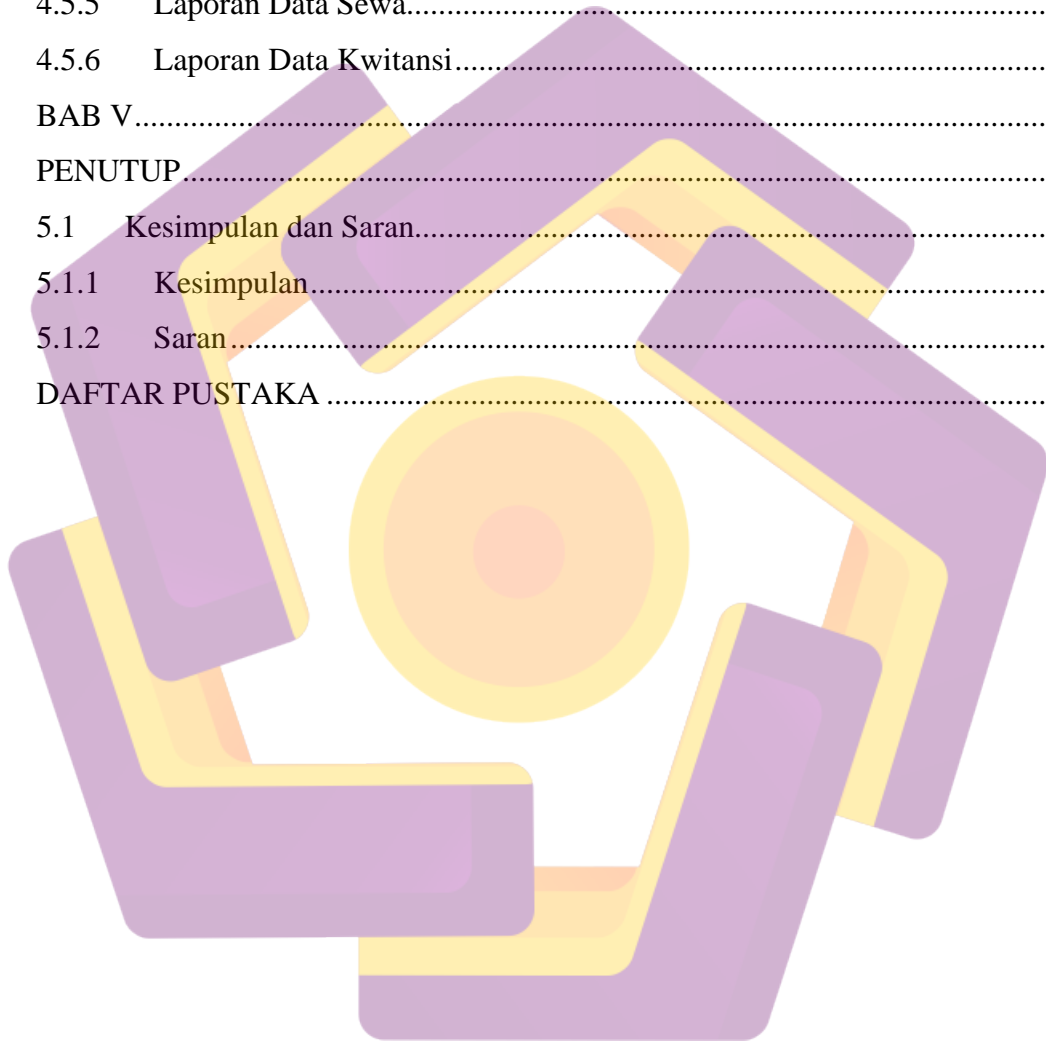 4.5.5 Laporan Data Sewa...........................................................................
4.5.6 Laporan Data Kwitansi.....................................................................
BAB V.............................................................................................................
PENUTUP.......................................................................................................
5.1 Kesimpulan dan Saran..........................................................................
5.1.1 Kesimpulan.......................................................................................
5.1.2 Saran.................................................................................................
DAFTAR PUSTAKA .....................................................................................